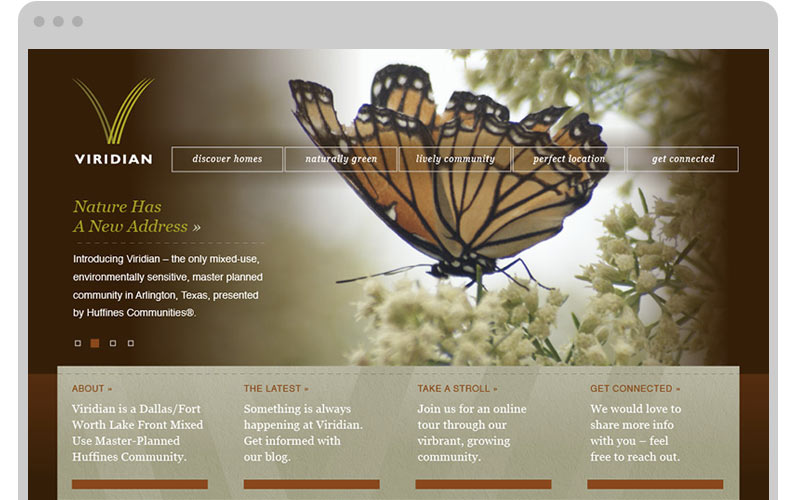 VIRIDIAN
discover homes
naturally green
lively community
perfect location
get connected
Nature Has
A New Address »
Introducing Viridian – the only mixed-use,
environmentally sensitive, master planned
community in Arlington, Texas, presented
by Huffines Communities®.
ABOUT »
Viridian is a Dallas/Fort
Worth Lake Front Mixed
Use Master-Planned
Huffines Community.
THE LATEST »
Something is always
happening at Viridian.
Get informed with
our blog.
TAKE A STROLL »
Join us for an online
tour through our
virbrant, growing
community.
GET CONNECTED »
We would love to
share more info
with you – feel
free to reach out.